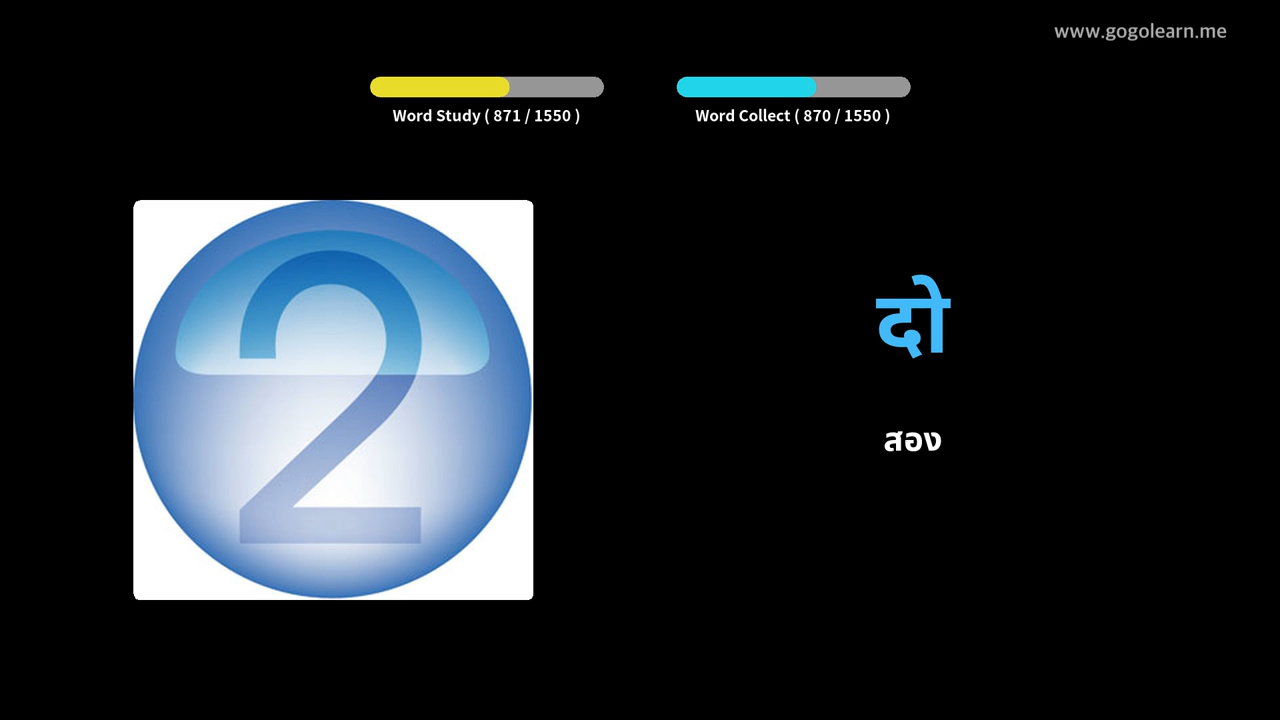 www.gogolearn.me
Word Study ( 871 / 1550 )
Word Collect ( 870 / 1550 )
2
दो
สอง